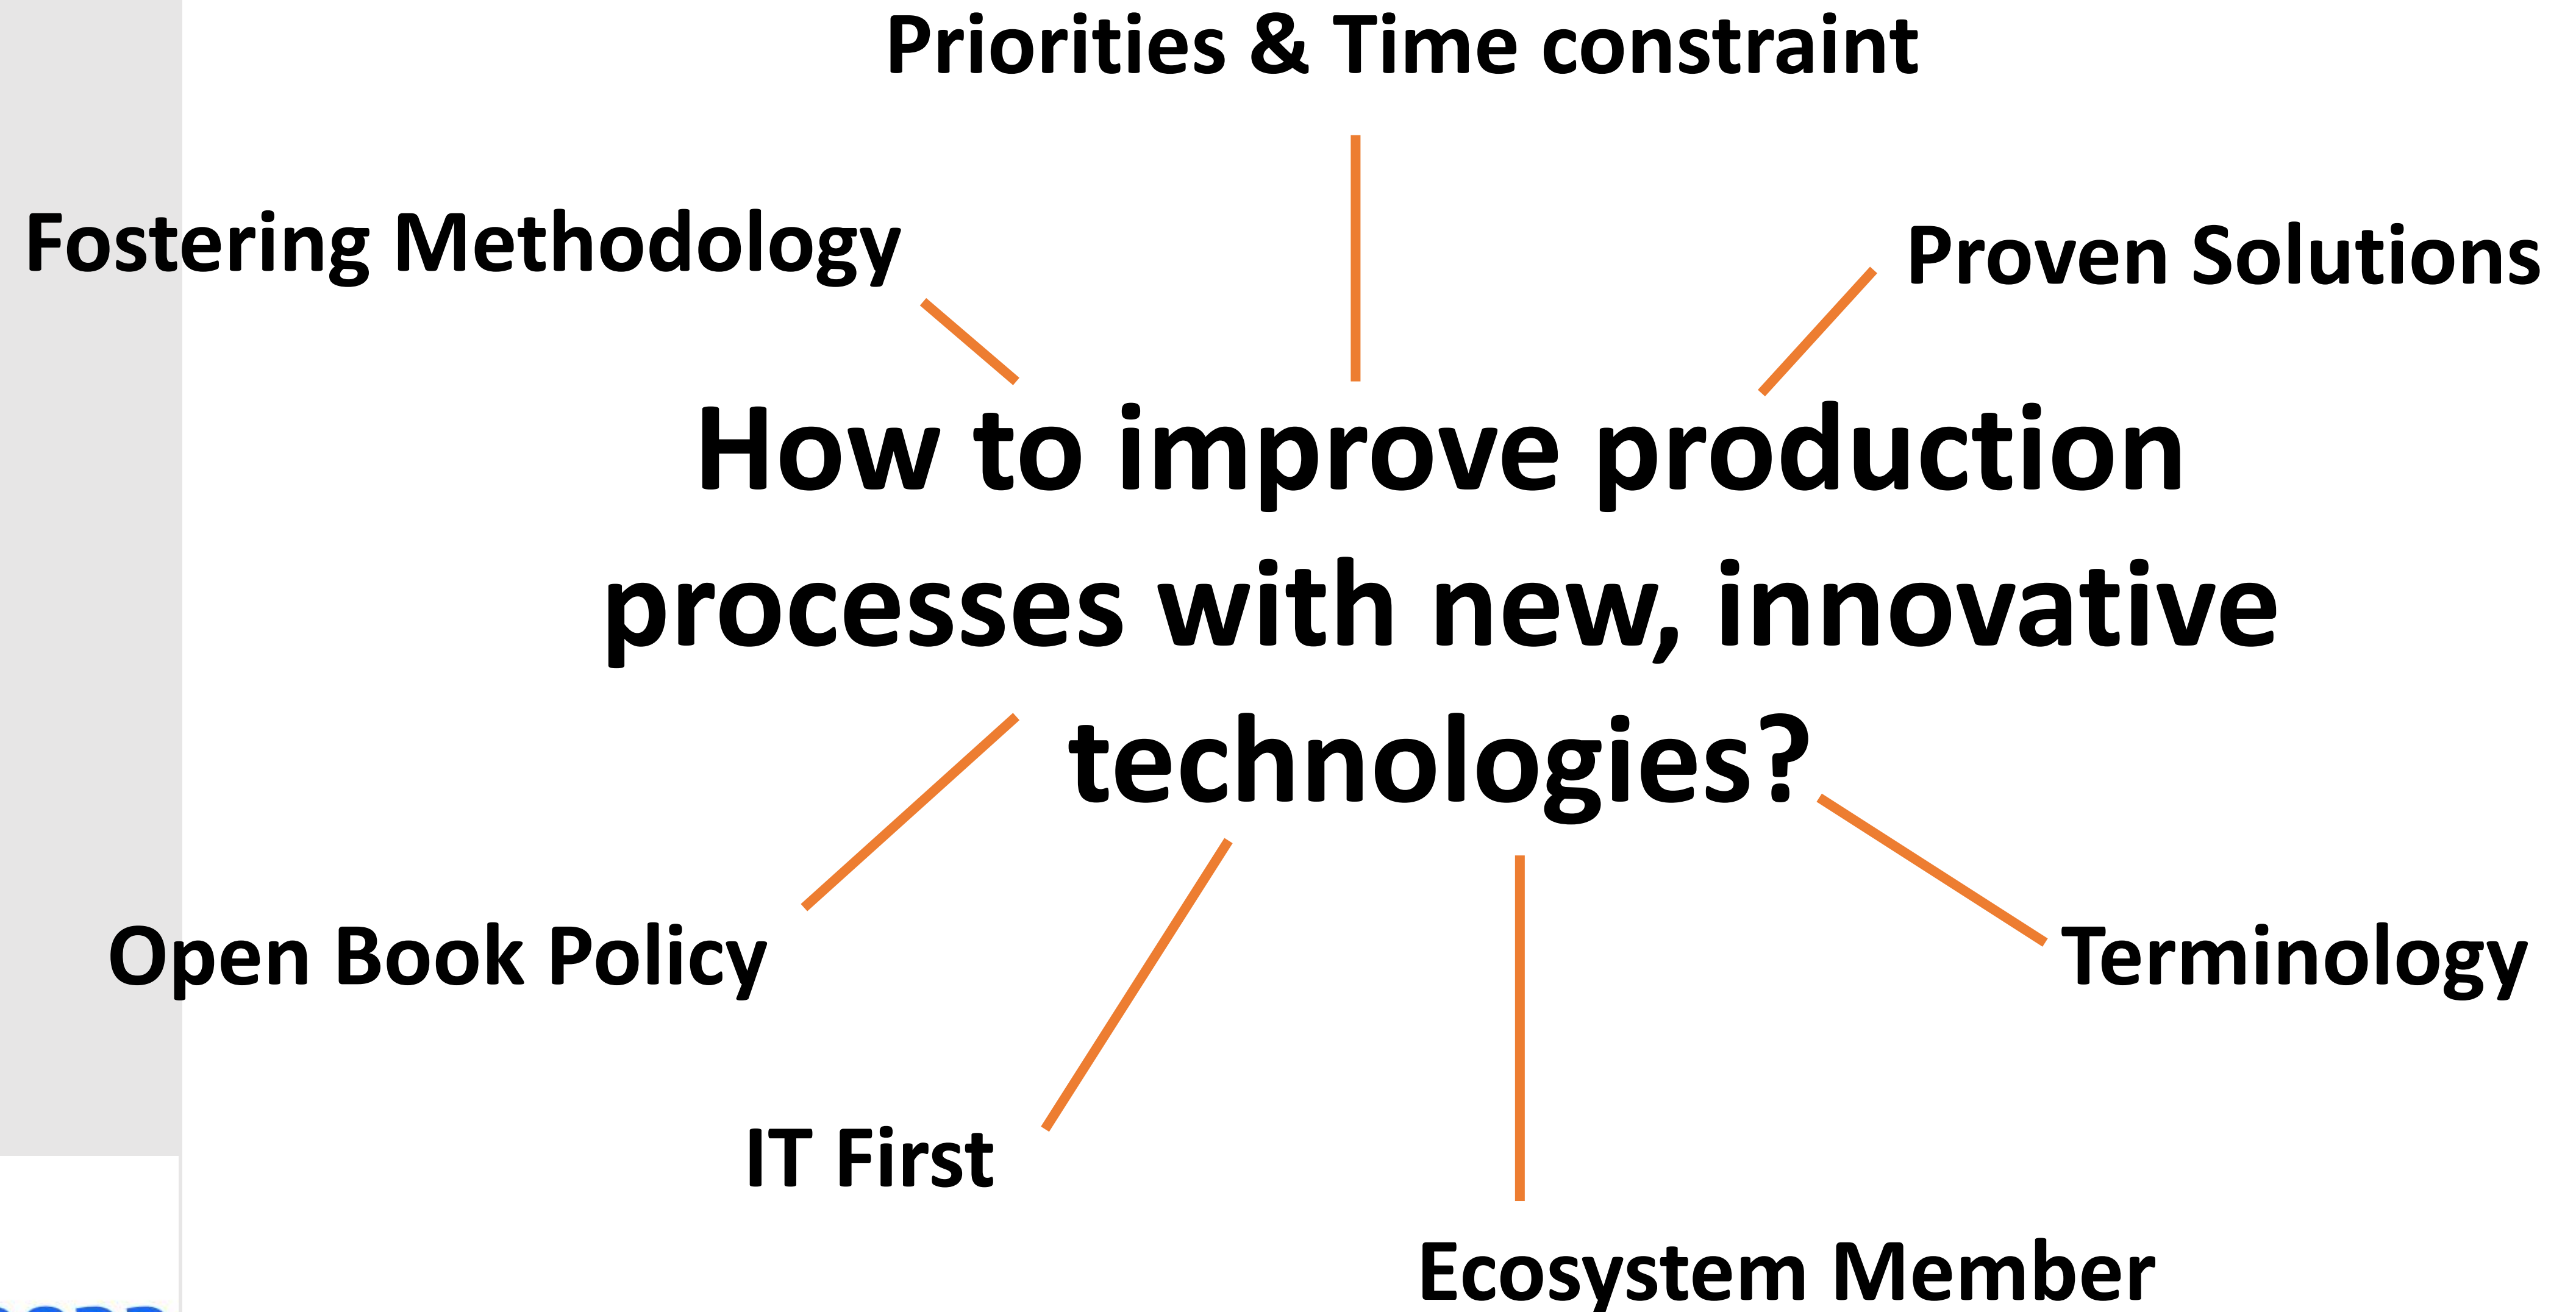 Priorities & Time constraint
Fostering Methodology
Proven Solutions
How to improve production
processes with new, innovative
technologies?
Open Book Policy
Terminology
IT First
Ecosystem Member